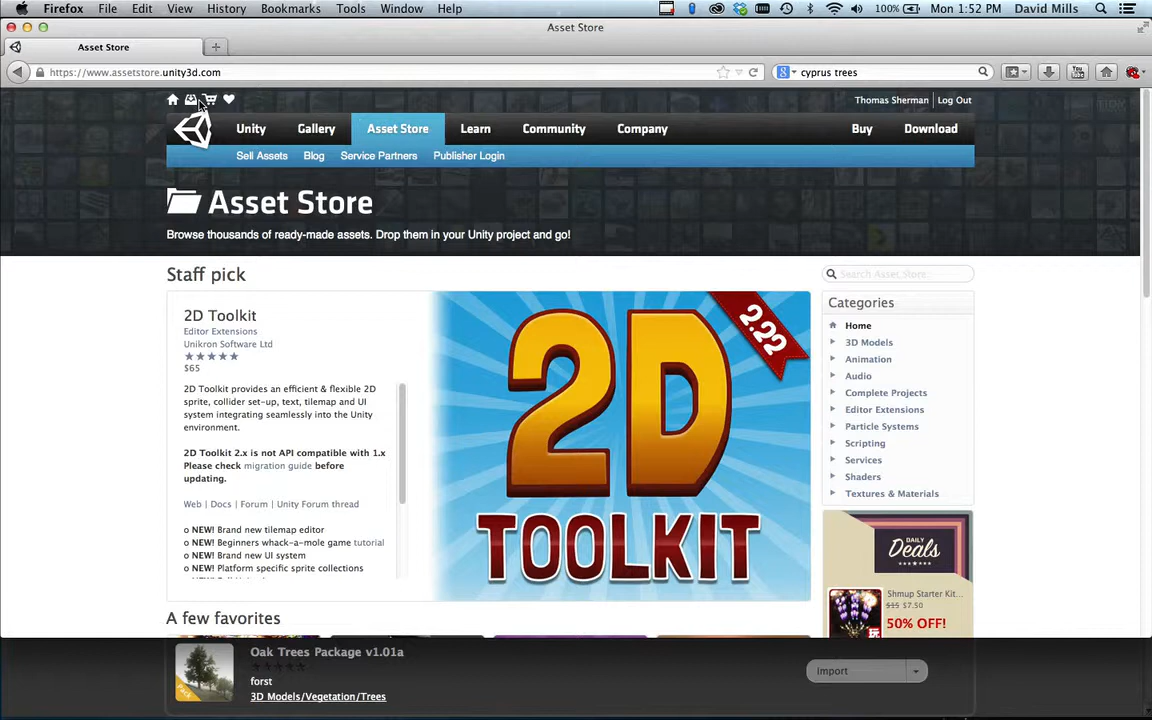 Firefox File Edit View History Bookmarks Tools Window Help 100% Mon 1:52 PM David Mills
Asset Store
Asset Store
https://www.assetstore.unity3d.com cyprus trees
Thomas Sherman Log Out
Unity Gallery Asset Store Learn Community Company Buy Download
Sell Assets Blog Service Partners Publisher Login
Asset Store
Browse thousands of ready-made assets. Drop them in your Unity project and go!
Staff pick
Search Asset Store
2D Toolkit
Editor Extensions
Unikron Software Ltd
★★★★★
$65
2D Toolkit provides an efficient & flexible 2D
sprite, collider set-up, text, tilemap and UI
system integrating seamlessly into the Unity
environment.
2D Toolkit 2.x is not API compatible with 1.x
Please check migration guide before
updating.
Web | Docs | Forum | Unity Forum thread
o NEW! Brand new tilemap editor
o NEW! Beginners whack-a-mole game tutorial
o NEW! Brand new UI system
o NEW! Platform specific sprite collections
2.22
2D
TOOLKIT
Categories
Home
3D Models
Animation
Audio
Complete Projects
Editor Extensions
Particle Systems
Scripting
Services
Shaders
Textures & Materials
DAILY
Deals
Shmup Starter Kit...
$15 $7.50
50% OFF!
A few favorites
Oak Trees Package v1.01a
forst
3D Models/Vegetation/Trees
Import